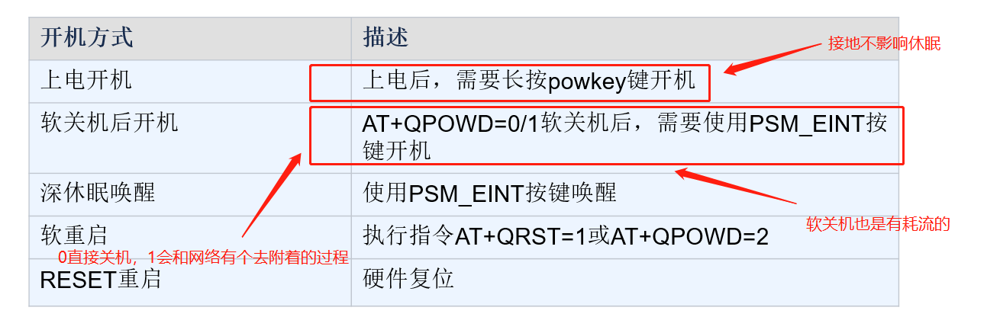 开机方式 描述
接地不影响休眠
上电开机 上电后，需要长按powkey键开机
软关机后开机 AT+QPOWD=0/1软关机后，需要使用PSM_EINT按
键开机
深休眠唤醒 使用PSM_EINT按键唤醒
软关机也是有耗流的
软重启 执行指令AT+QRST=1或AT+QPOWD=2
0直接关机，1会和网络有个去附着的过程
RESET重启 硬件复位